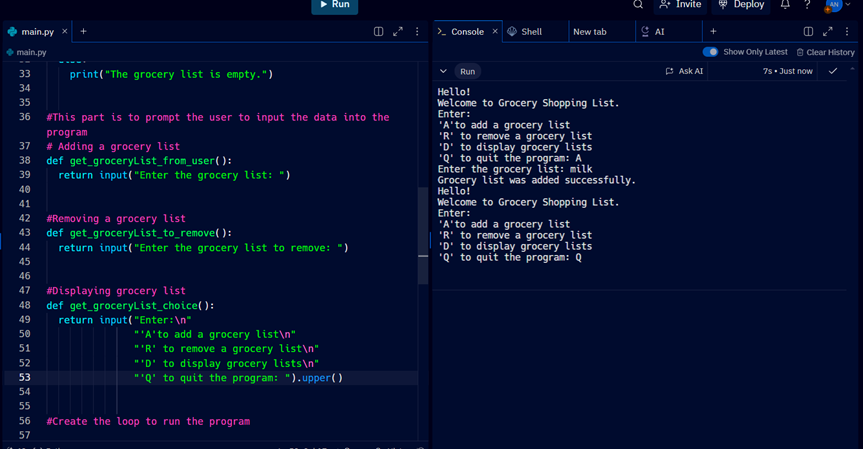 Run
Invite
Deploy
AN
main.py
main.py
33 print("The grocery list is empty.")
34
35
36 #This part is to prompt the user to input the data into the
program
37 # Adding a grocery list
38 def get_groceryList_from_user():
39 return input("Enter the grocery list: ")
40
41
42 #Removing a grocery list
43 def get_groceryList_to_remove():
44 return input("Enter the grocery list to remove: ")
45
46
47 #Displaying grocery list
48 def get_groceryList_choice():
49 return input("Enter:\n"
50 "'A'to add a grocery list\n"
51 "'R' to remove a grocery list\n"
52 "'D' to display grocery lists\n"
53 "'Q' to quit the program: ").upper()
54
55
56 #Create the loop to run the program
57
Console
Shell
New tab
AI
Show Only Latest
Clear History
Run
Ask AI
7s • Just now
Hello!
Welcome to Grocery Shopping List.
Enter:
'A'to add a grocery list
'R' to remove a grocery list
'D' to display grocery lists
'Q' to quit the program: A
Enter the grocery list: milk
Grocery list was added successfully.
Hello!
Welcome to Grocery Shopping List.
Enter:
'A'to add a grocery list
'R' to remove a grocery list
'D' to display grocery lists
'Q' to quit the program: Q